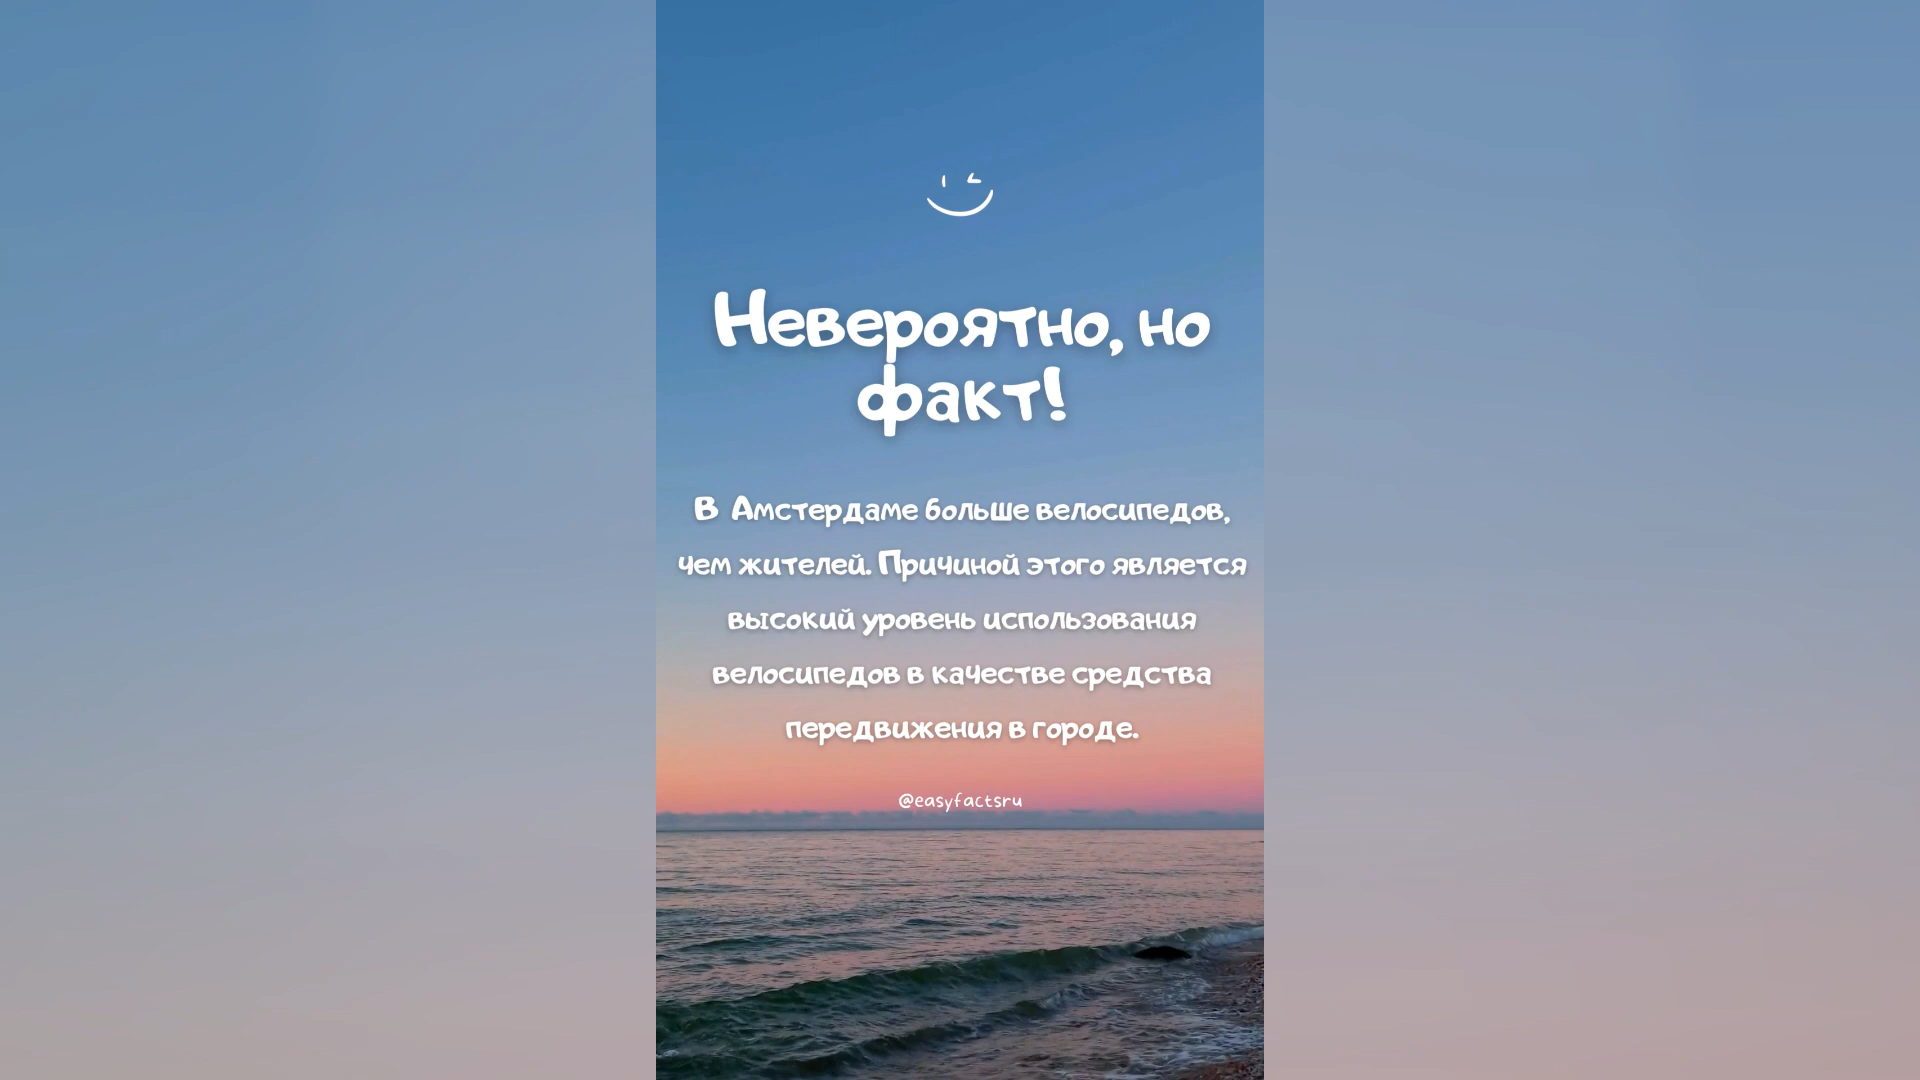 Невероятно, но
факт!
В Амстердаме больше велосипедов,
чем жителей. Причиной этого является
высокий уровень использования
велосипедов в качестве средства
передвижения в городе.
@easyfactsru